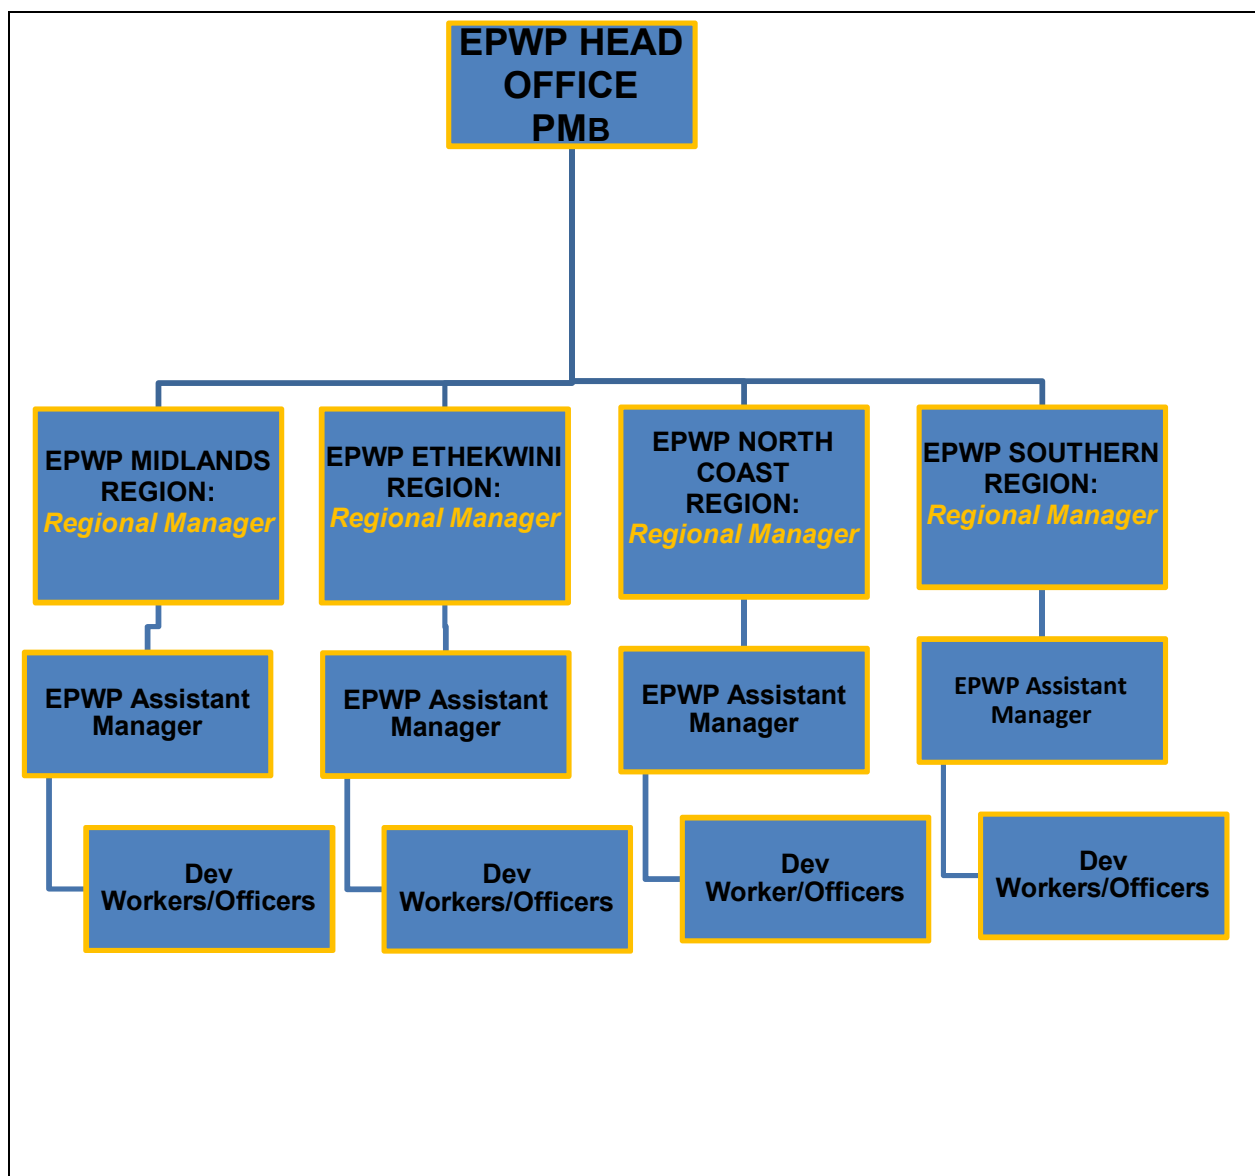 EPWP HEAD
OFFICE
PMB
EPWP MIDLANDS
REGION:
Regional Manager
EPWP ETHEKWINI
REGION:
Regional Manager
EPWP NORTH
COAST
REGION:
Regional Manager
EPWP SOUTHERN
REGION:
Regional Manager
EPWP Assistant
Manager
EPWP Assistant
Manager
EPWP Assistant
Manager
EPWP Assistant
Manager
Dev
Workers/Officers
Dev
Workers/Officers
Dev
Worker/Officers
Dev
Workers/Officers